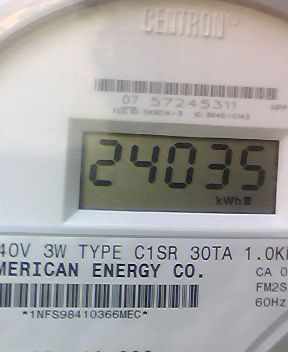 CENTRON®
07 57245311
24035
kWh
40V 3W TYPE C1SR 30TA 1.0K
MERICAN ENERGY CO.
CA 0
FM2S
60Hz
*1NFS98410366MEC*